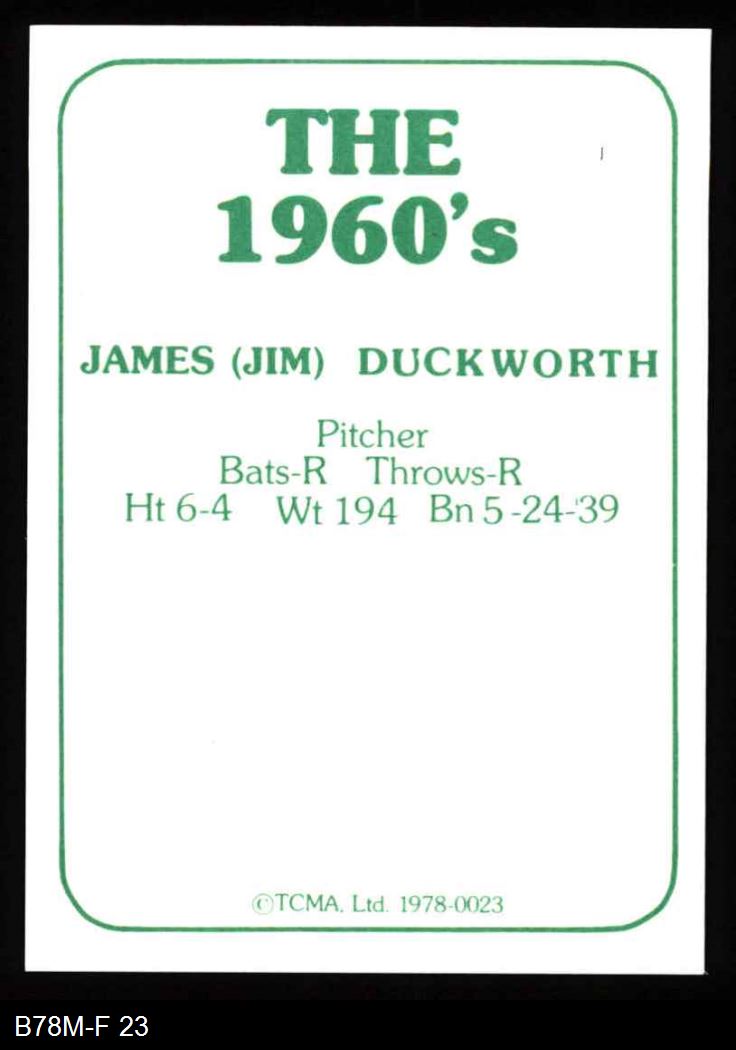 THE
1960's
JAMES (JIM) DUCKWORTH
Pitcher
Bats-R Throws-R
Ht 6-4 Wt 194 Bn 5-24-'39
©TCMA, Ltd. 1978-0023
B78M-F 23